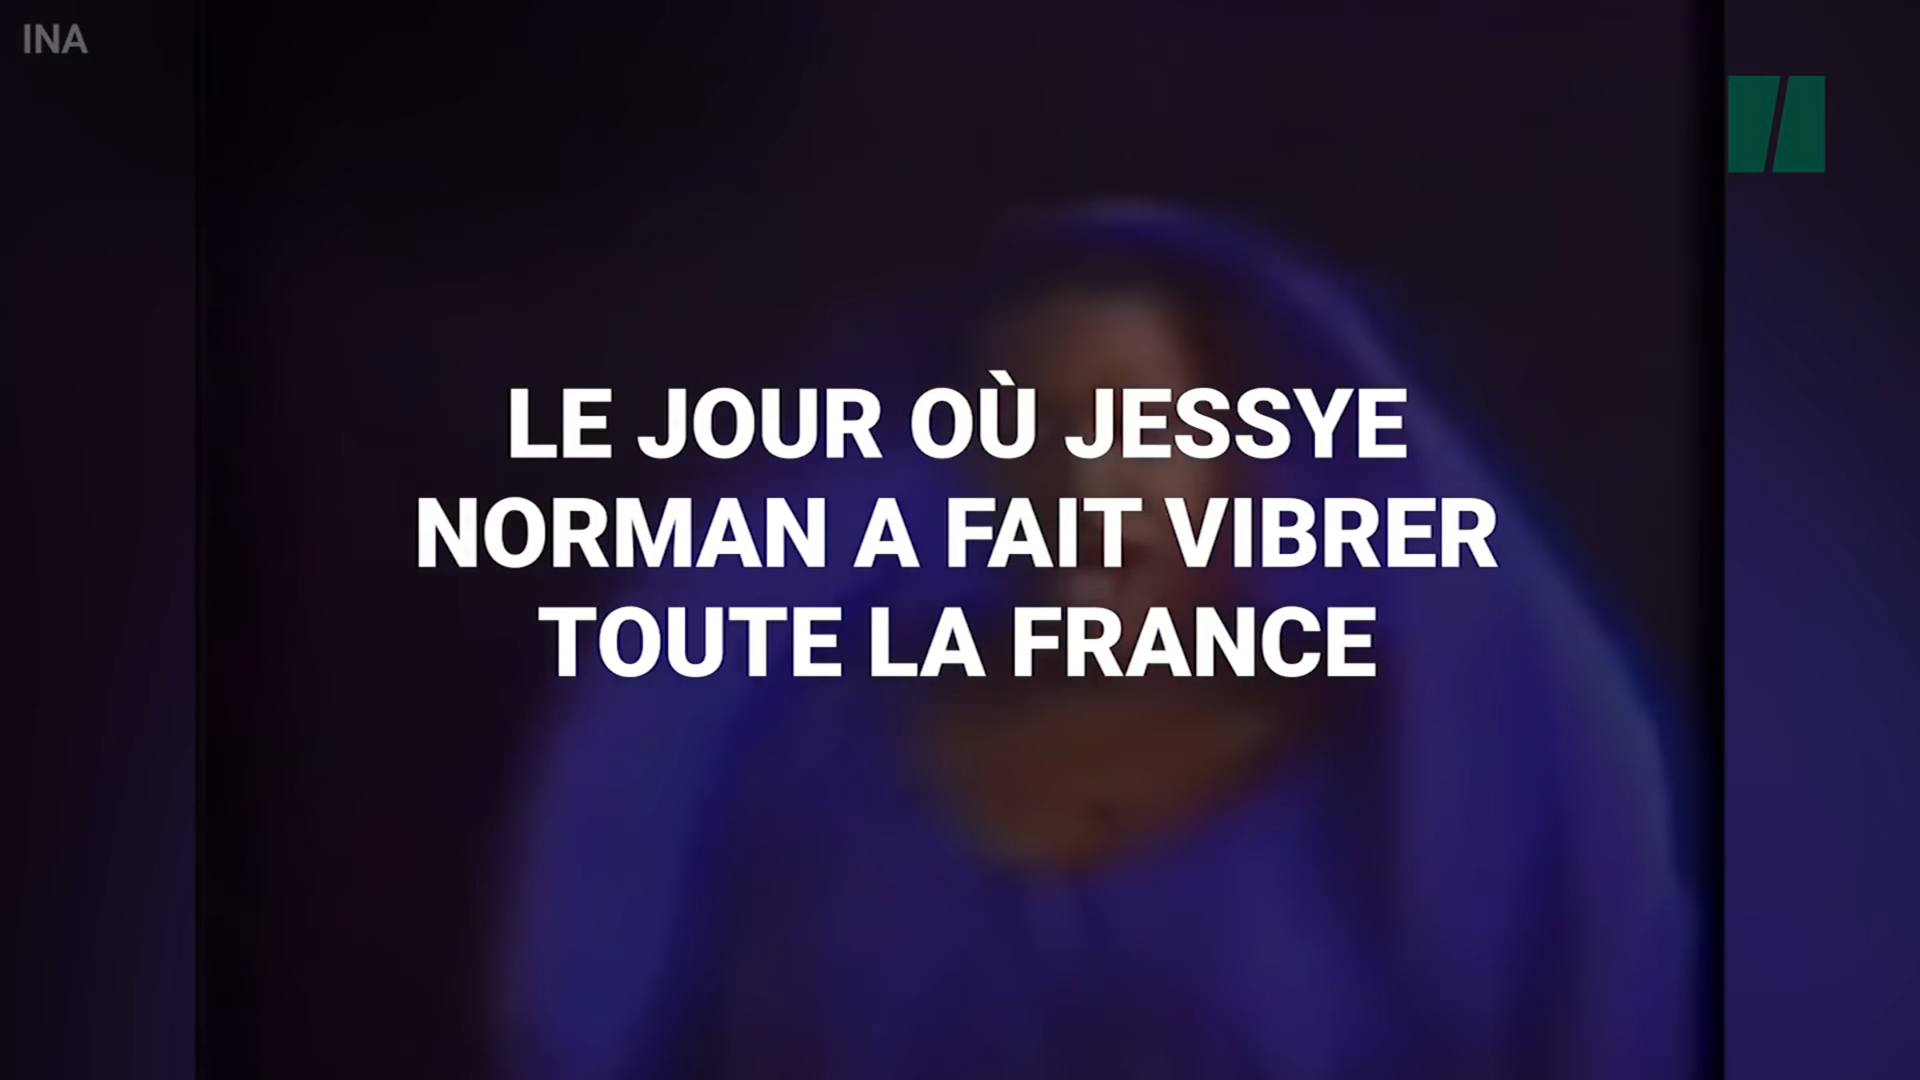 INA
LE JOUR OÙ JESSYE
NORMAN A FAIT VIBRER
TOUTE LA FRANCE